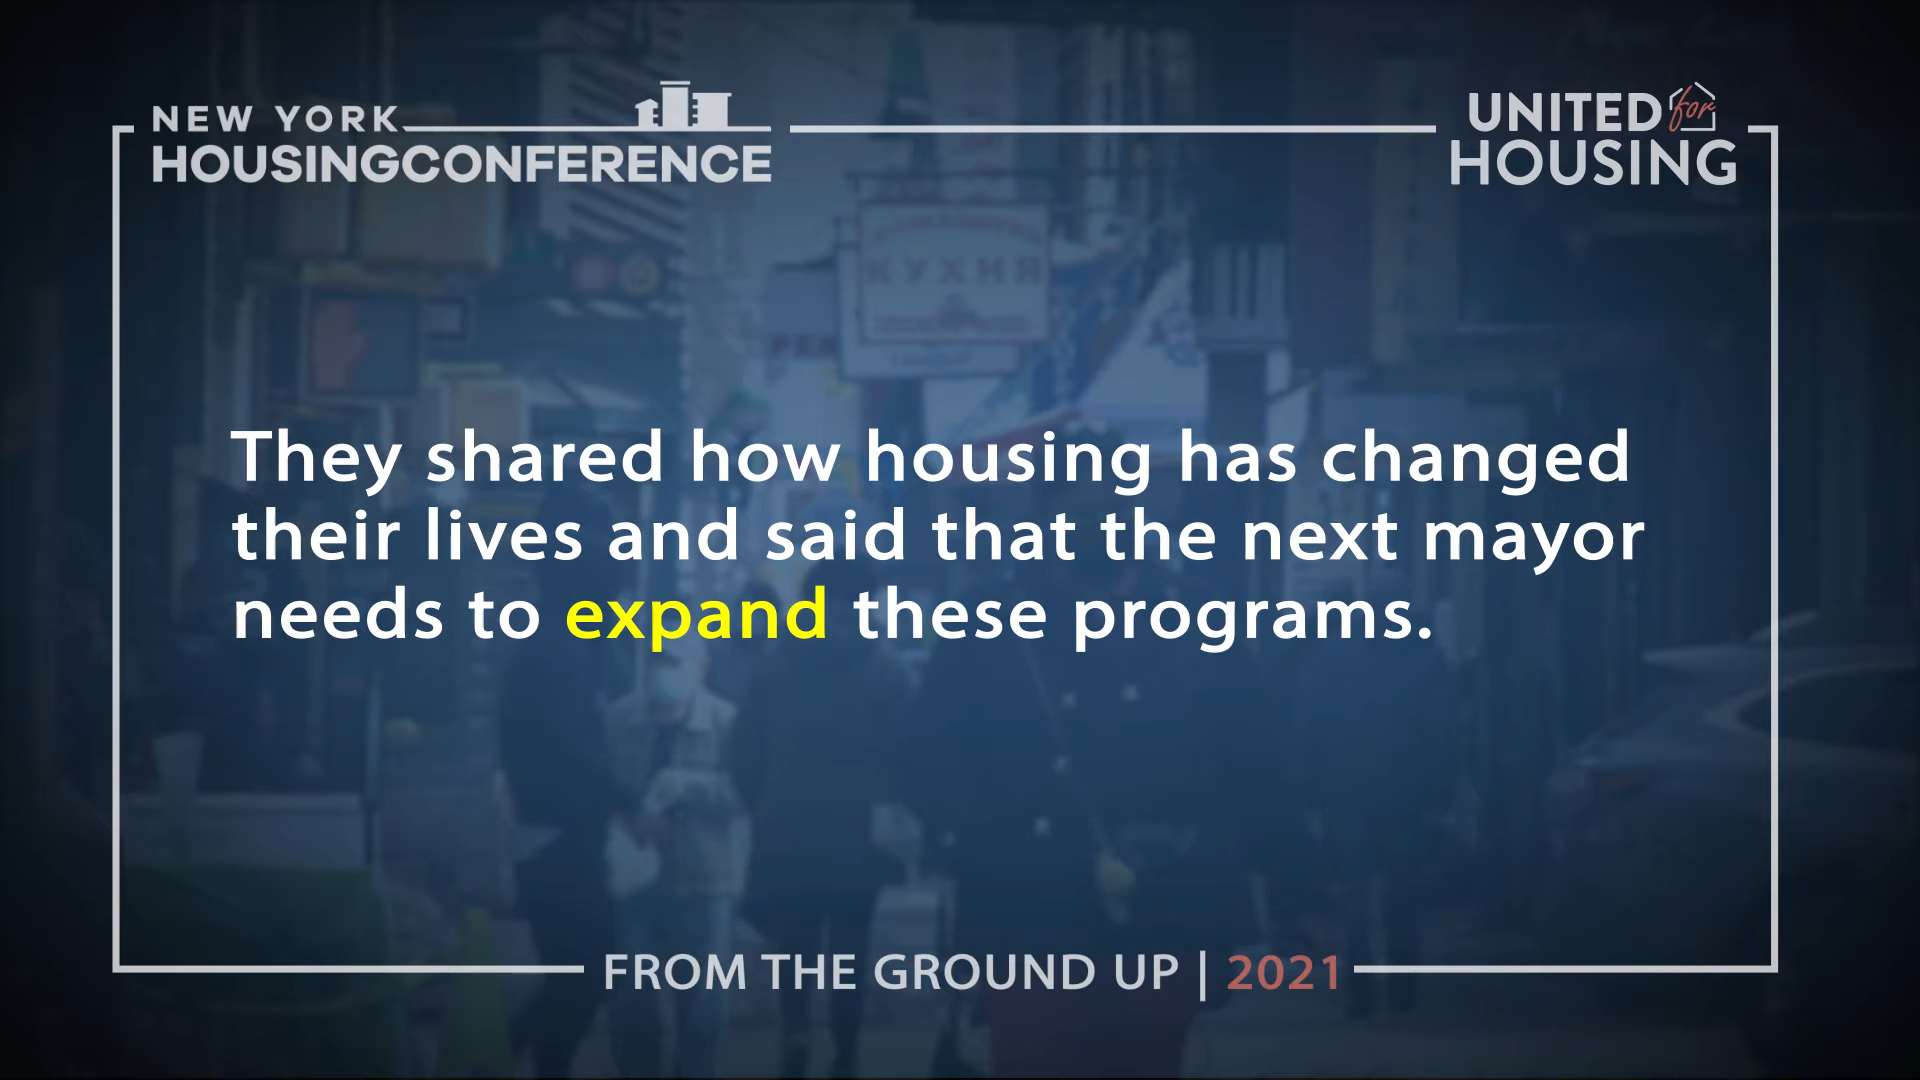 NEW YORK
HOUSINGCONFERENCE
UNITED for
HOUSING
КУХНЯ
They shared how housing has changed
their lives and said that the next mayor
needs to expand these programs.
FROM THE GROUND UP | 2021